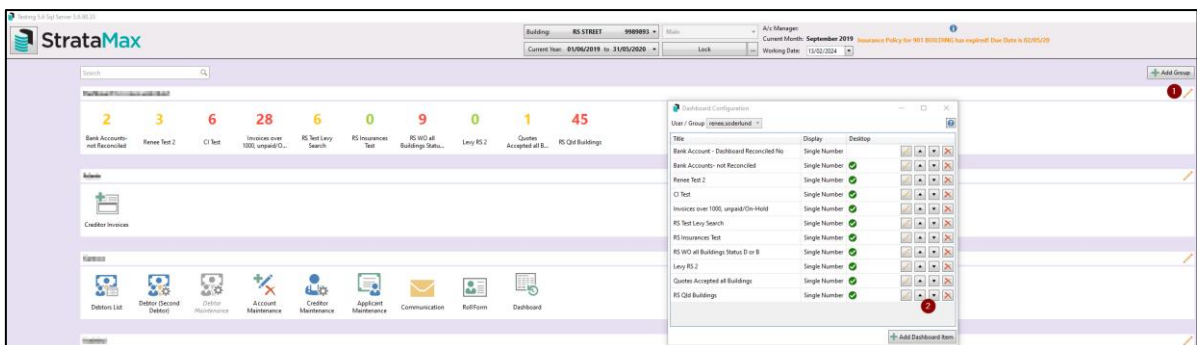 Testing 5.6 Sql Server 5.6.90.33
StrataMax
Building: RS STREET 9989893
Main
Current Year: 01/06/2019 to 31/05/2020
Lock
...
A/c Manager:
Current Month: September 2019
Insurance Policy for 901 BUILDING has expired! Due Date is 02/05/20
Working Date: 13/02/2024
Search
Add Group
1
2 3 6 28 6 0 9 0 1 45
Bank Accounts- not Reconciled
Renee Test 2
CI Test
Invoices over 1000, unpaid/O...
RS Test Levy Search
RS Insurances Test
RS WO all Buildings Statu...
Levy RS 2
Quotes Accepted all B...
RS Qld Buildings
Creditor Invoices
Debtors List
Debtor (Second Debtor)
Debtor Maintenance
Account Maintenance
Creditor Maintenance
Applicant Maintenance
Communication
RollForm
Dashboard
Dashboard Configuration
User / Group renee.soderlund
Title Display Desktop
Bank Account - Dashboard Reconciled No Single Number
Bank Accounts- not Reconciled Single Number
Renee Test 2 Single Number
CI Test Single Number
Invoices over 1000, unpaid/On-Hold Single Number
RS Test Levy Search Single Number
RS Insurances Test Single Number
RS WO all Buildings Status D or B Single Number
Levy RS 2 Single Number
Quotes Accepted all Buildings Single Number
RS Qld Buildings Single Number
2
Add Dashboard Item